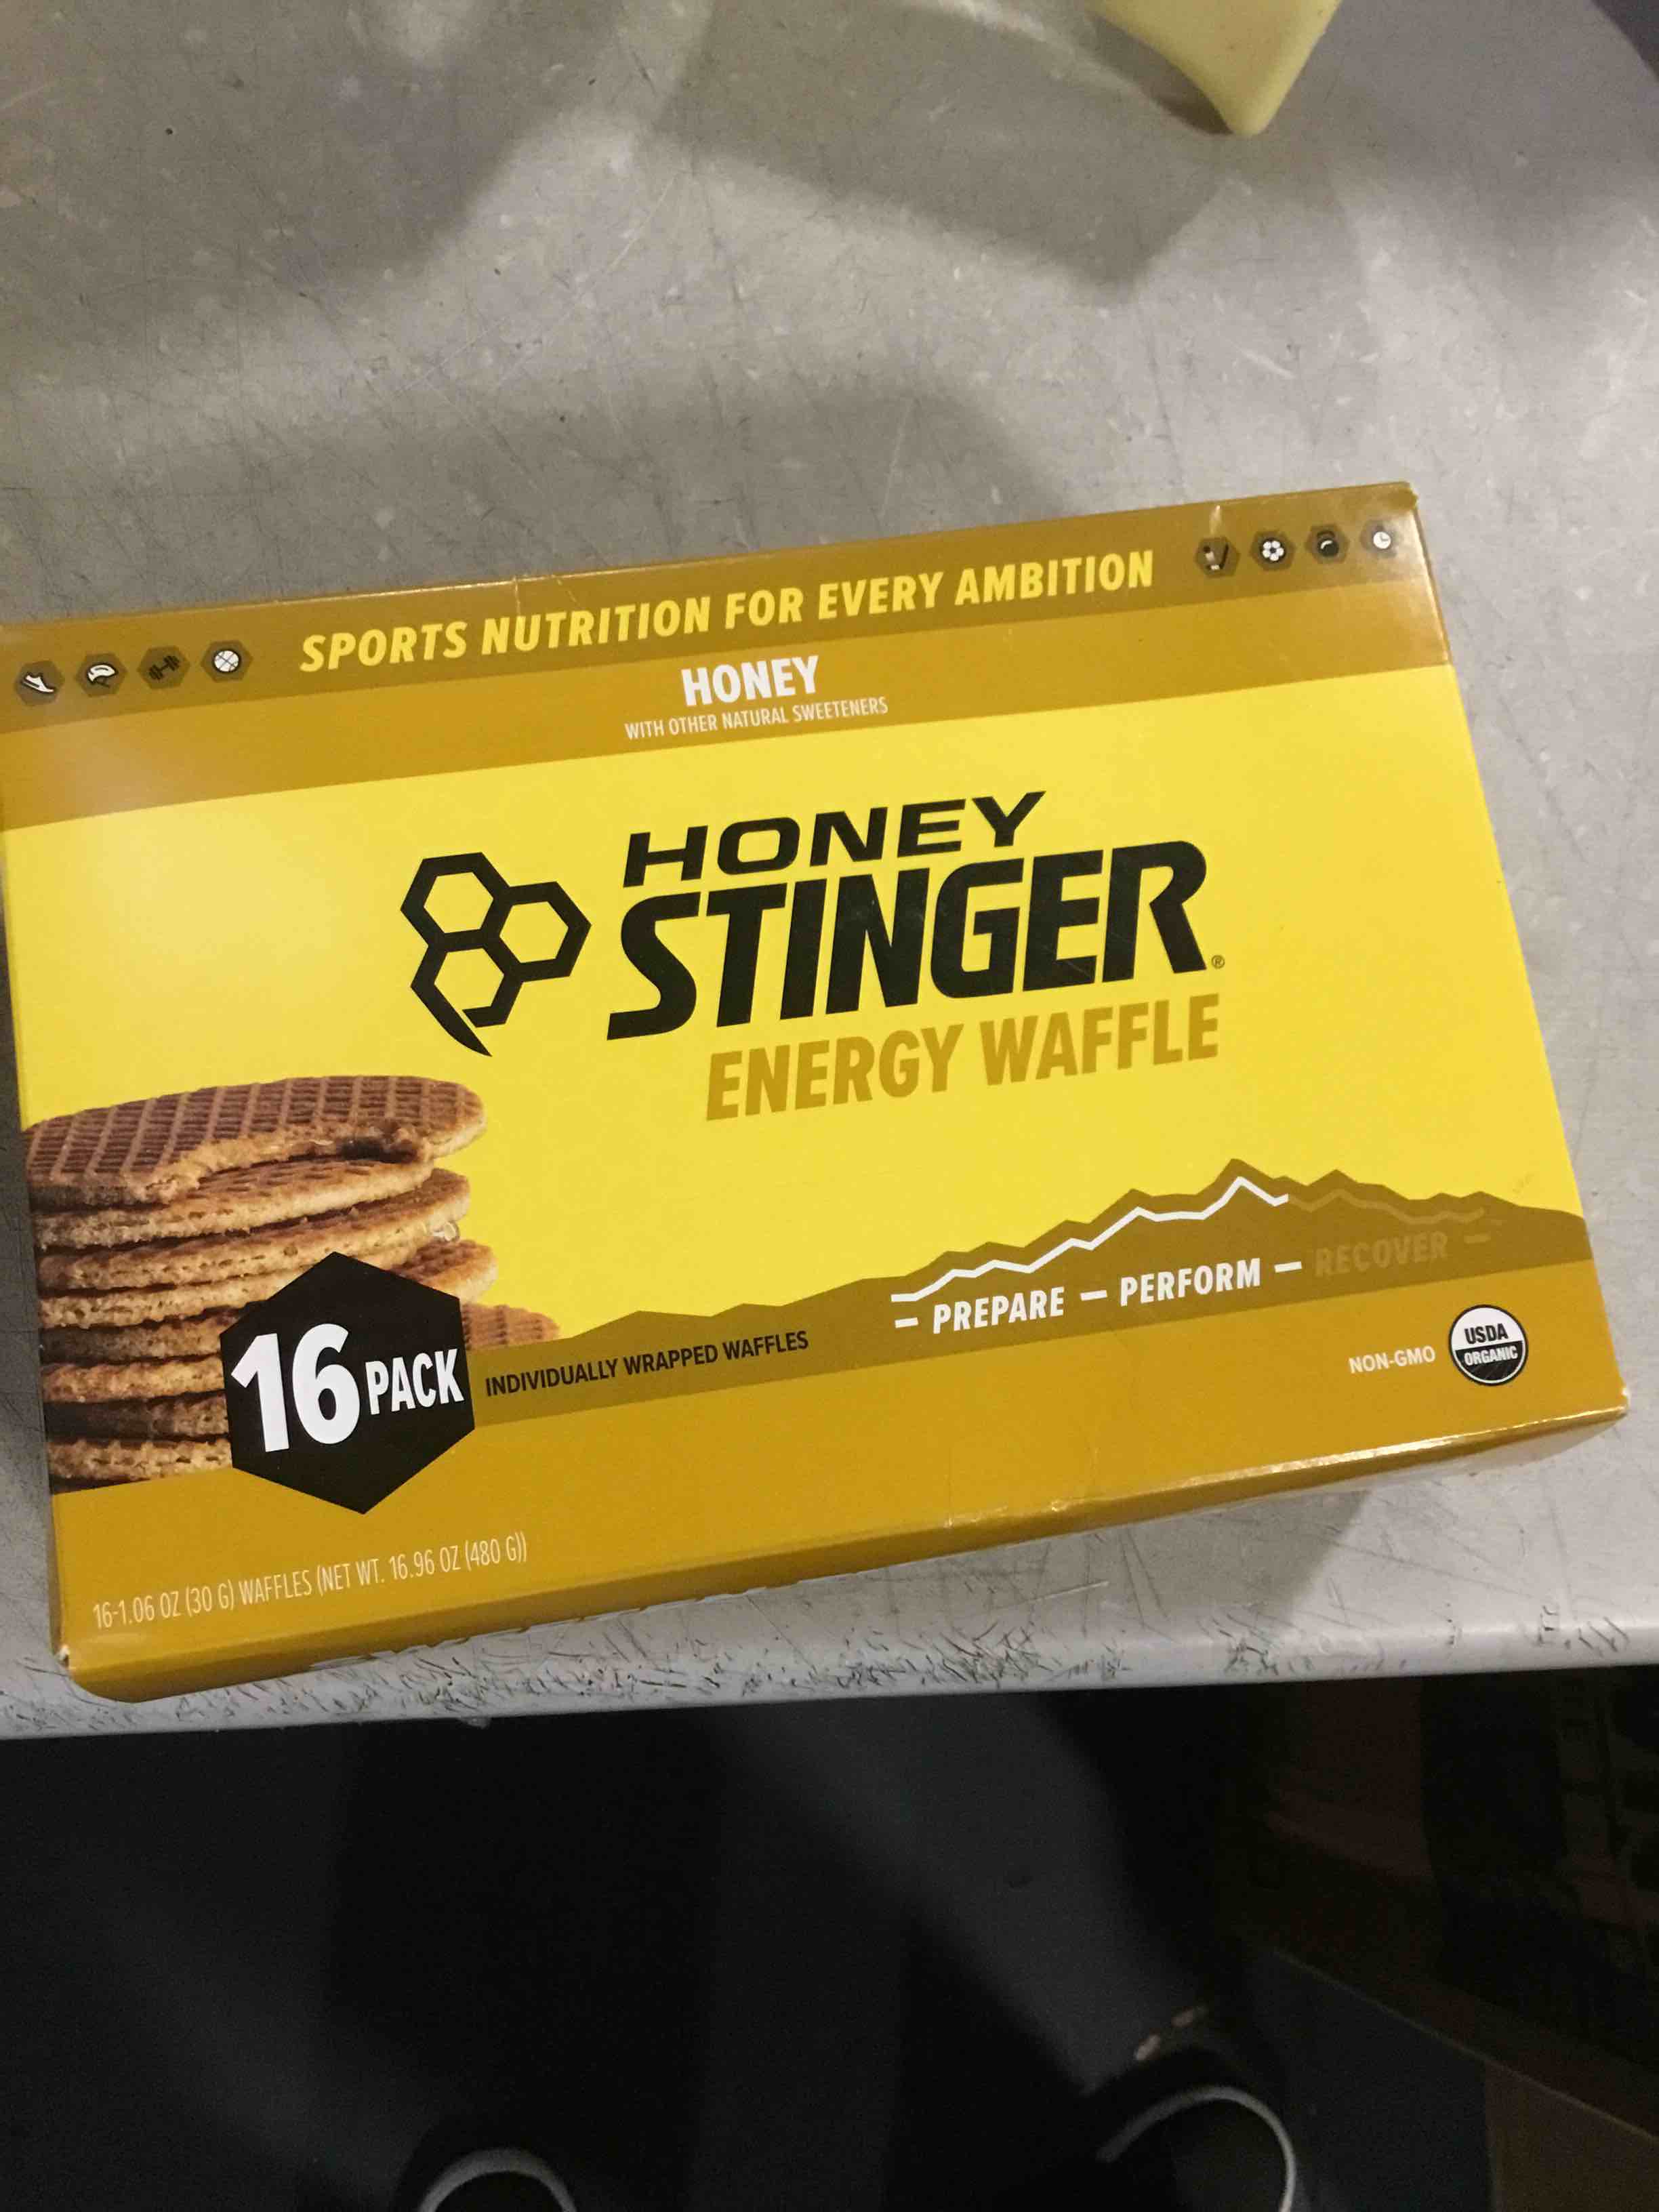 SPORTS NUTRITION FOR EVERY AMBITION
HONEY
WITH OTHER NATURAL SWEETENERS
HONEY
STINGER®
ENERGY WAFFLE
– PREPARE – PERFORM – RECOVER –
16 PACK
INDIVIDUALLY WRAPPED WAFFLES
NON-GMO
USDA
ORGANIC
16-1.06 OZ (30 G) WAFFLES (NET WT. 16.96 OZ (480 G))